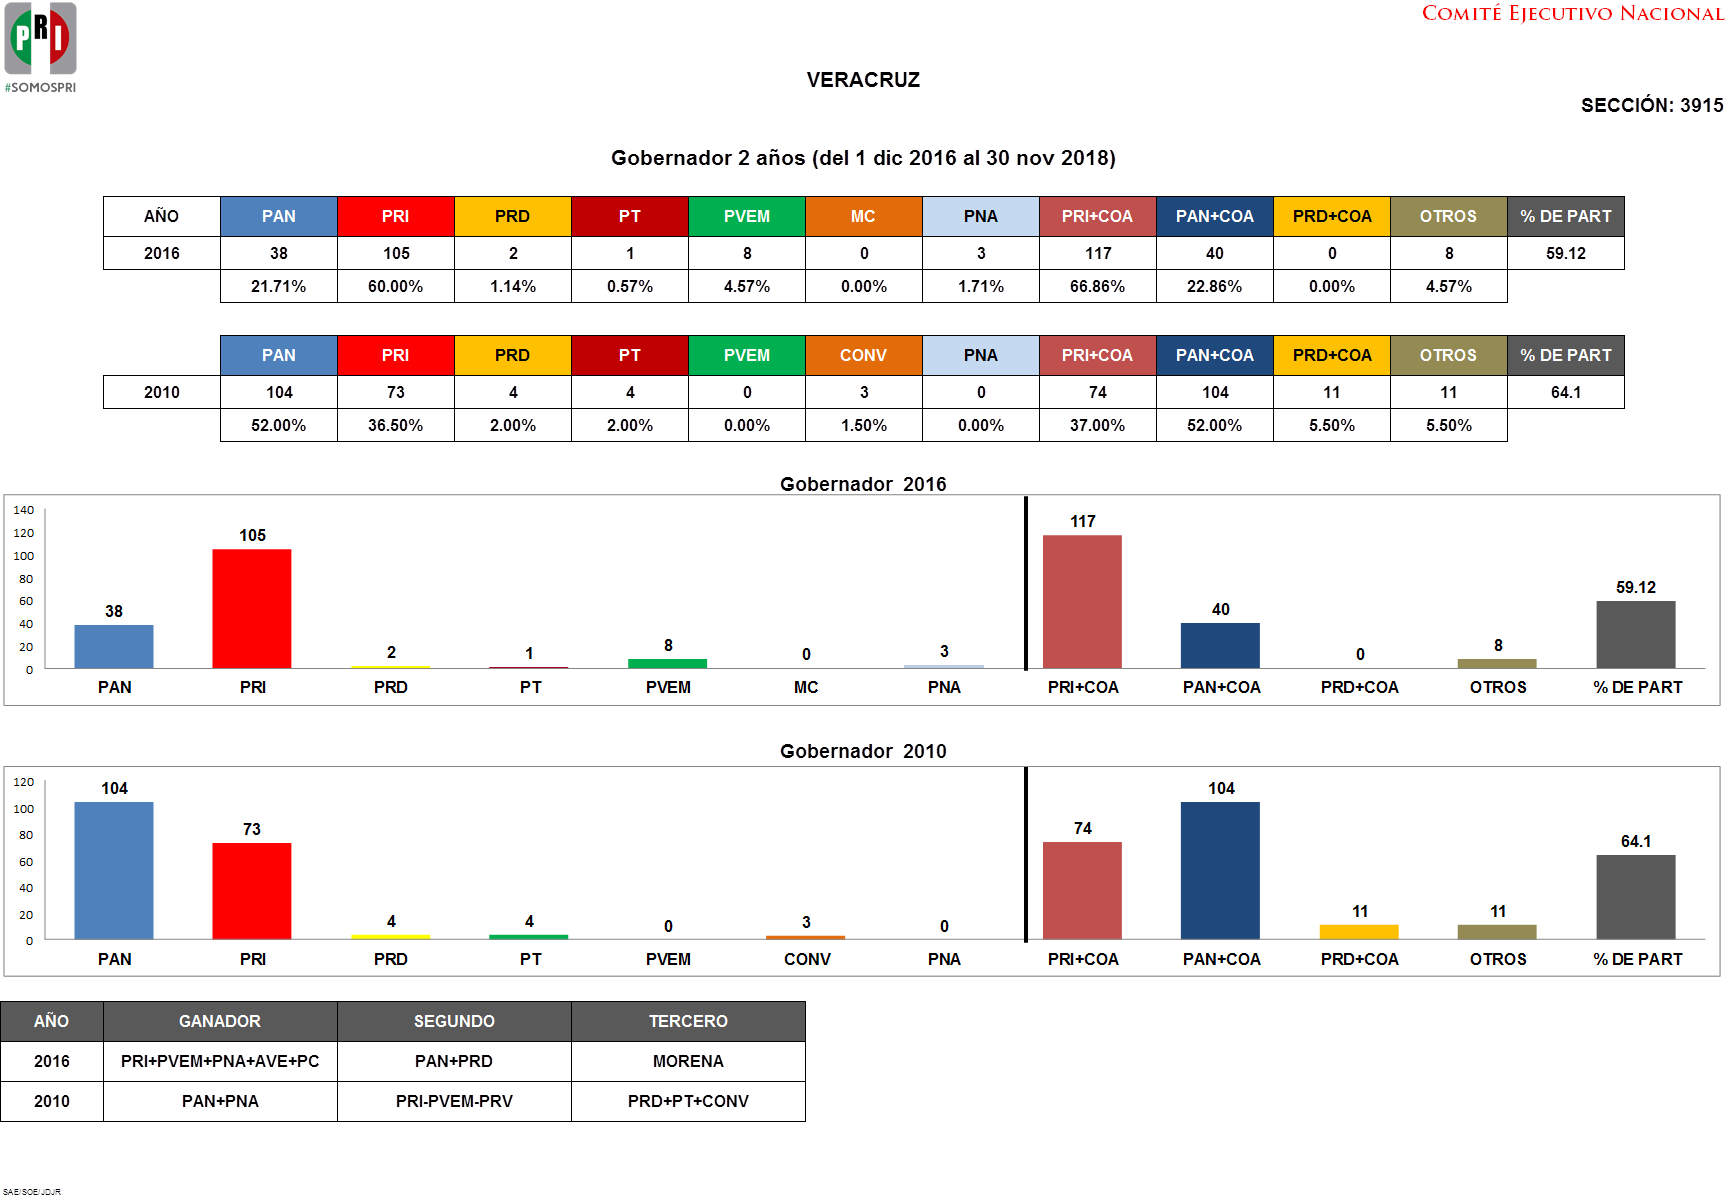 PRI
#SOMOSPRI
COMITÉ EJECUTIVO NACIONAL
VERACRUZ
SECCIÓN: 3915
Gobernador 2 años (del 1 dic 2016 al 30 nov 2018)
AÑO PAN PRI PRD PT PVEM MC PNA PRI+COA PAN+COA PRD+COA OTROS % DE PART
2016 38 105 2 1 8 0 3 117 40 0 8 59.12
21.71% 60.00% 1.14% 0.57% 4.57% 0.00% 1.71% 66.86% 22.86% 0.00% 4.57%
PAN PRI PRD PT PVEM CONV PNA PRI+COA PAN+COA PRD+COA OTROS % DE PART
2010 104 73 4 4 0 3 0 74 104 11 11 64.1
52.00% 36.50% 2.00% 2.00% 0.00% 1.50% 0.00% 37.00% 52.00% 5.50% 5.50%
Gobernador 2016
140
120
100
80
60
40
20
0
38 105 2 1 8 0 3 117 40 0 8 59.12
PAN PRI PRD PT PVEM MC PNA PRI+COA PAN+COA PRD+COA OTROS % DE PART
Gobernador 2010
120
100
80
60
40
20
0
104 73 4 4 0 3 0 74 104 11 11 64.1
PAN PRI PRD PT PVEM CONV PNA PRI+COA PAN+COA PRD+COA OTROS % DE PART
AÑO GANADOR SEGUNDO TERCERO
2016 PRI+PVEM+PNA+AVE+PC PAN+PRD MORENA
2010 PAN+PNA PRI-PVEM-PRV PRD+PT+CONV
SAE/SOE/JDJR